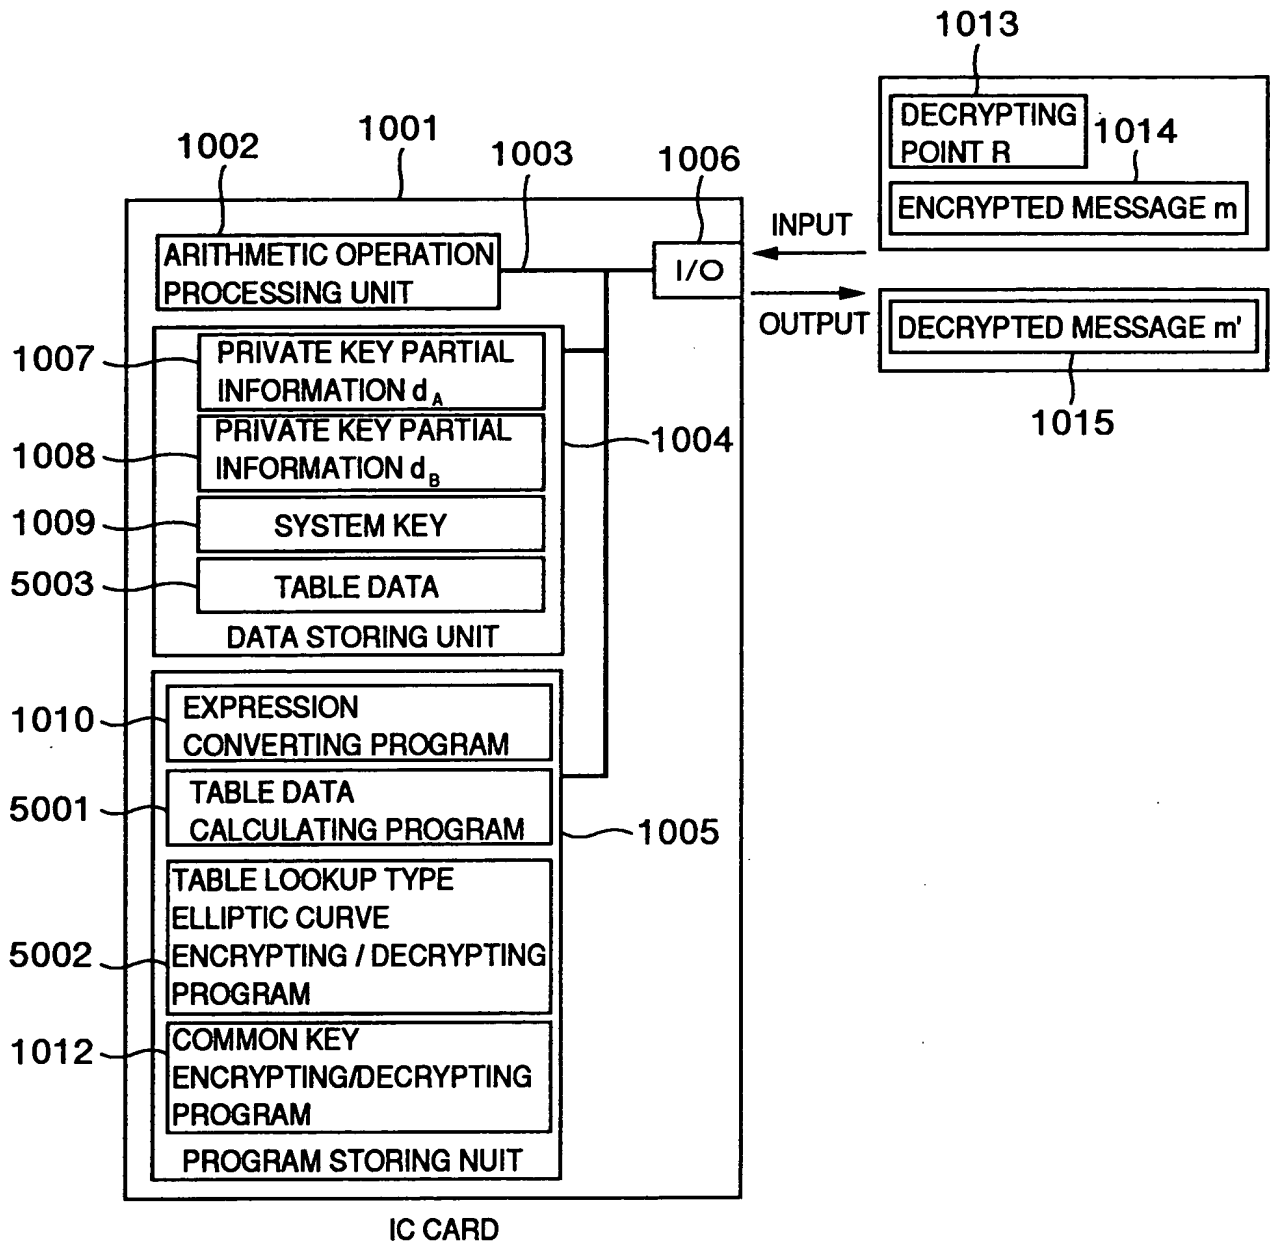 1013
DECRYPTING
POINT R
1014
ENCRYPTED MESSAGE m
1001
1002
1003
1006
INPUT
ARITHMETIC OPERATION
PROCESSING UNIT
I/O
OUTPUT
DECRYPTED MESSAGE m'
1015
1007
PRIVATE KEY PARTIAL
INFORMATION dA
1008
PRIVATE KEY PARTIAL
INFORMATION dB
1004
1009
SYSTEM KEY
5003
TABLE DATA
DATA STORING UNIT
1010
EXPRESSION
CONVERTING PROGRAM
5001
TABLE DATA
CALCULATING PROGRAM
1005
5002
TABLE LOOKUP TYPE
ELLIPTIC CURVE
ENCRYPTING / DECRYPTING
PROGRAM
1012
COMMON KEY
ENCRYPTING/DECRYPTING
PROGRAM
PROGRAM STORING NUIT
IC CARD